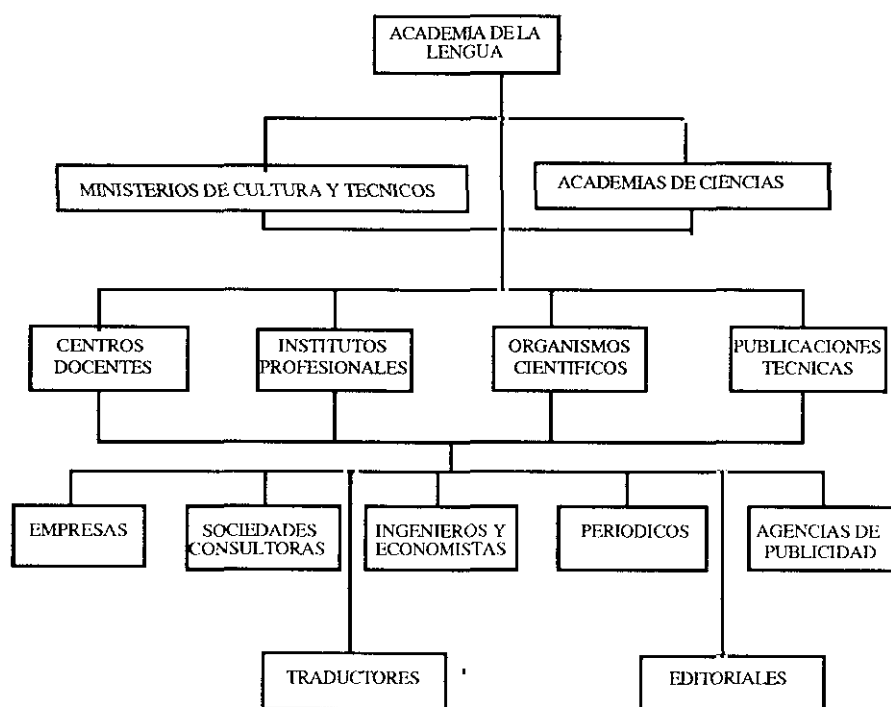 ACADEMIA DE LA
LENGUA
MINISTERIOS DE CULTURA Y TECNICOS
ACADEMIAS DE CIENCIAS
CENTROS
DOCENTES
INSTITUTOS
PROFESIONALES
ORGANISMOS
CIENTIFICOS
PUBLICACIONES
TECNICAS
EMPRESAS
SOCIEDADES
CONSULTORAS
INGENIEROS Y
ECONOMISTAS
PERIODICOS
AGENCIAS DE
PUBLICIDAD
TRADUCTORES
EDITORIALES